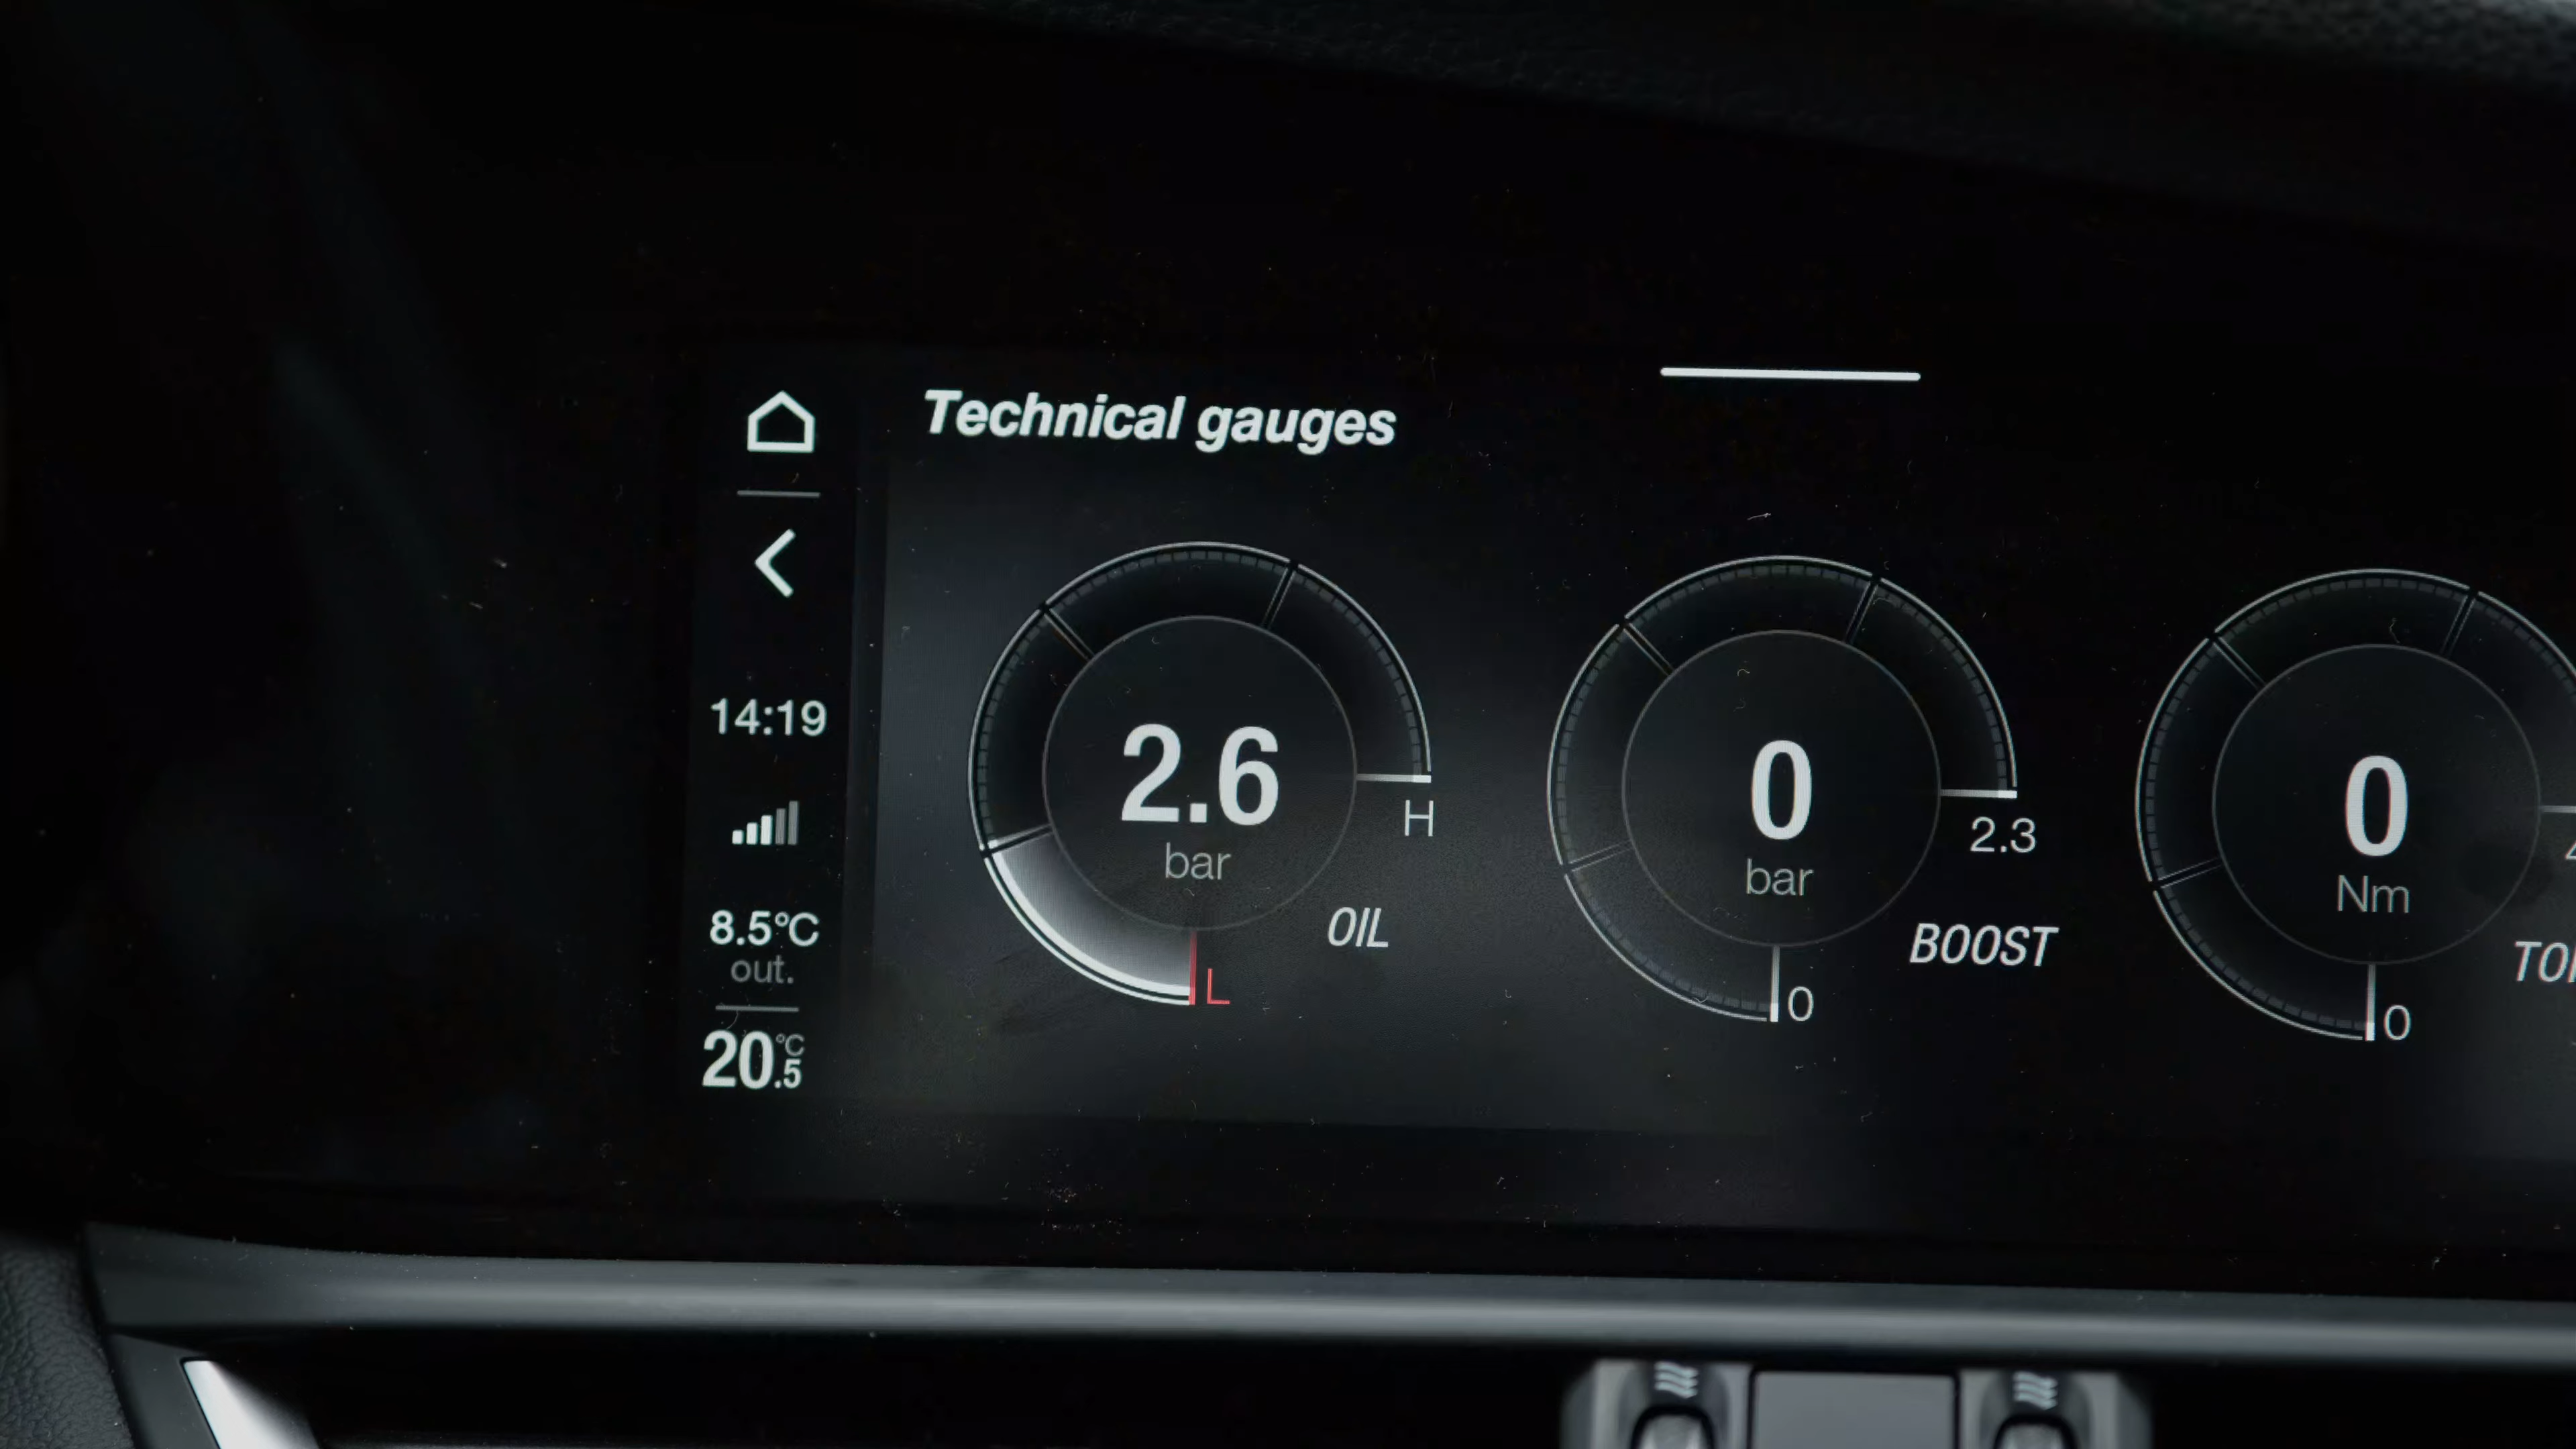 Technical gauges
14:19
8.5°C
out.
20.5 °C
2.6
bar
H
OIL
L
0
bar
2.3
BOOST
0
0
Nm
0